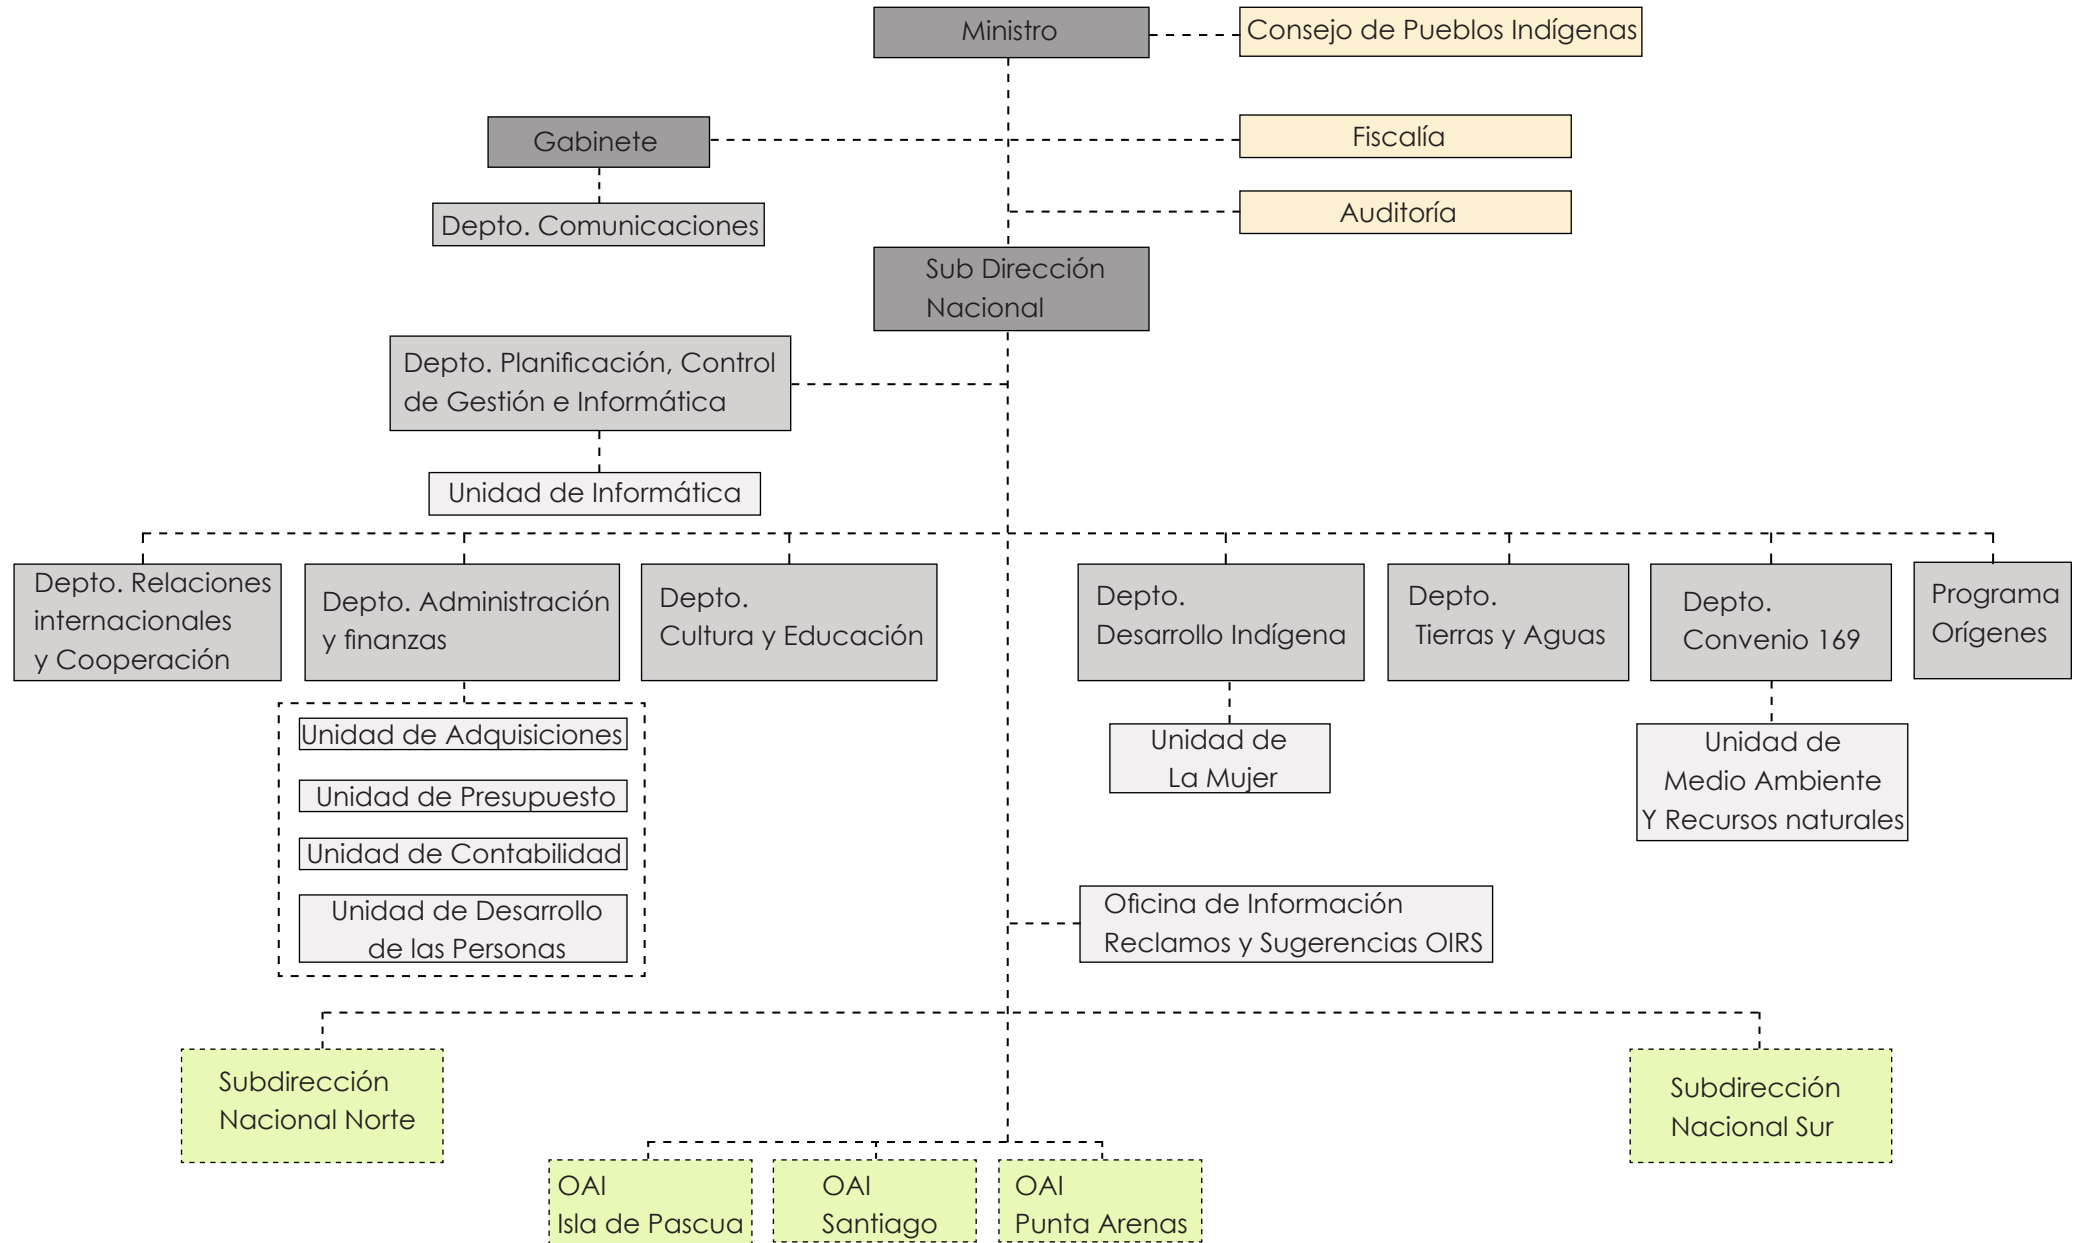 Ministro
Consejo de Pueblos Indígenas
Gabinete
Fiscalía
Depto. Comunicaciones
Auditoría
Sub Dirección
Nacional
Depto. Planificación, Control
de Gestión e Informática
Unidad de Informática
Depto. Relaciones
internacionales
y Cooperación
Depto. Administración
y finanzas
Depto.
Cultura y Educación
Depto.
Desarrollo Indígena
Depto.
Tierras y Aguas
Depto.
Convenio 169
Programa
Orígenes
Unidad de Adquisiciones
Unidad de Presupuesto
Unidad de Contabilidad
Unidad de Desarrollo
de las Personas
Unidad de
La Mujer
Unidad de
Medio Ambiente
Y Recursos naturales
Oficina de Información
Reclamos y Sugerencias OIRS
Subdirección
Nacional Norte
Subdirección
Nacional Sur
OAI
Isla de Pascua
OAI
Santiago
OAI
Punta Arenas